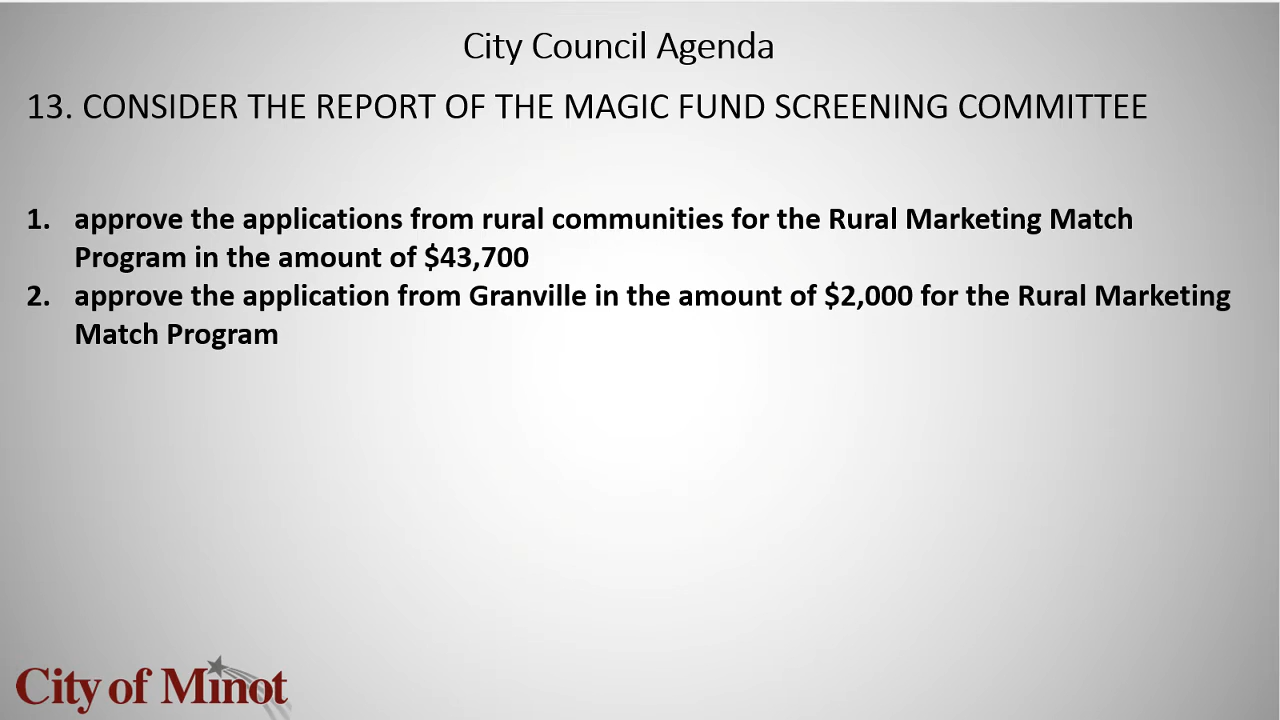 City Council Agenda
13. CONSIDER THE REPORT OF THE MAGIC FUND SCREENING COMMITTEE
1. approve the applications from rural communities for the Rural Marketing Match
Program in the amount of $43,700
2. approve the application from Granville in the amount of $2,000 for the Rural Marketing
Match Program
City of Minot